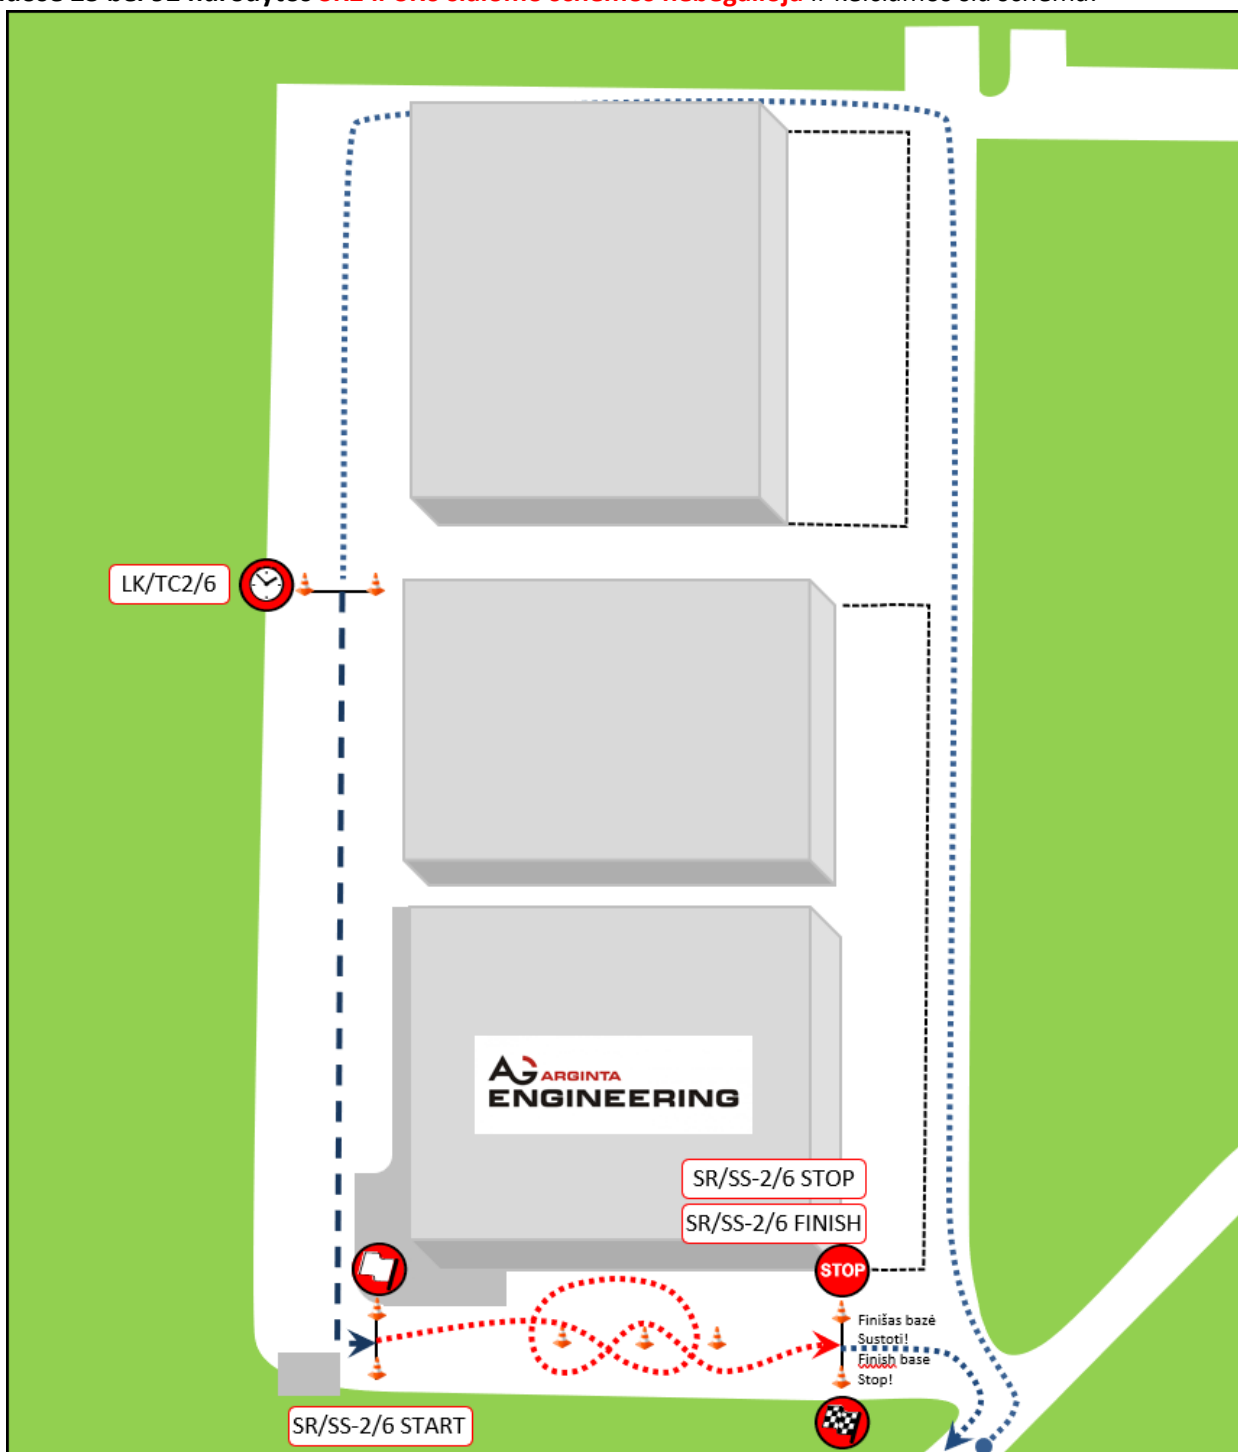 LK/TC2/6
AG ARGINTA
ENGINEERING
SR/SS-2/6 STOP
SR/SS-2/6 FINISH
STOP
Finišas bazė
Sustoti!
Finish base
Stop!
SR/SS-2/6 START